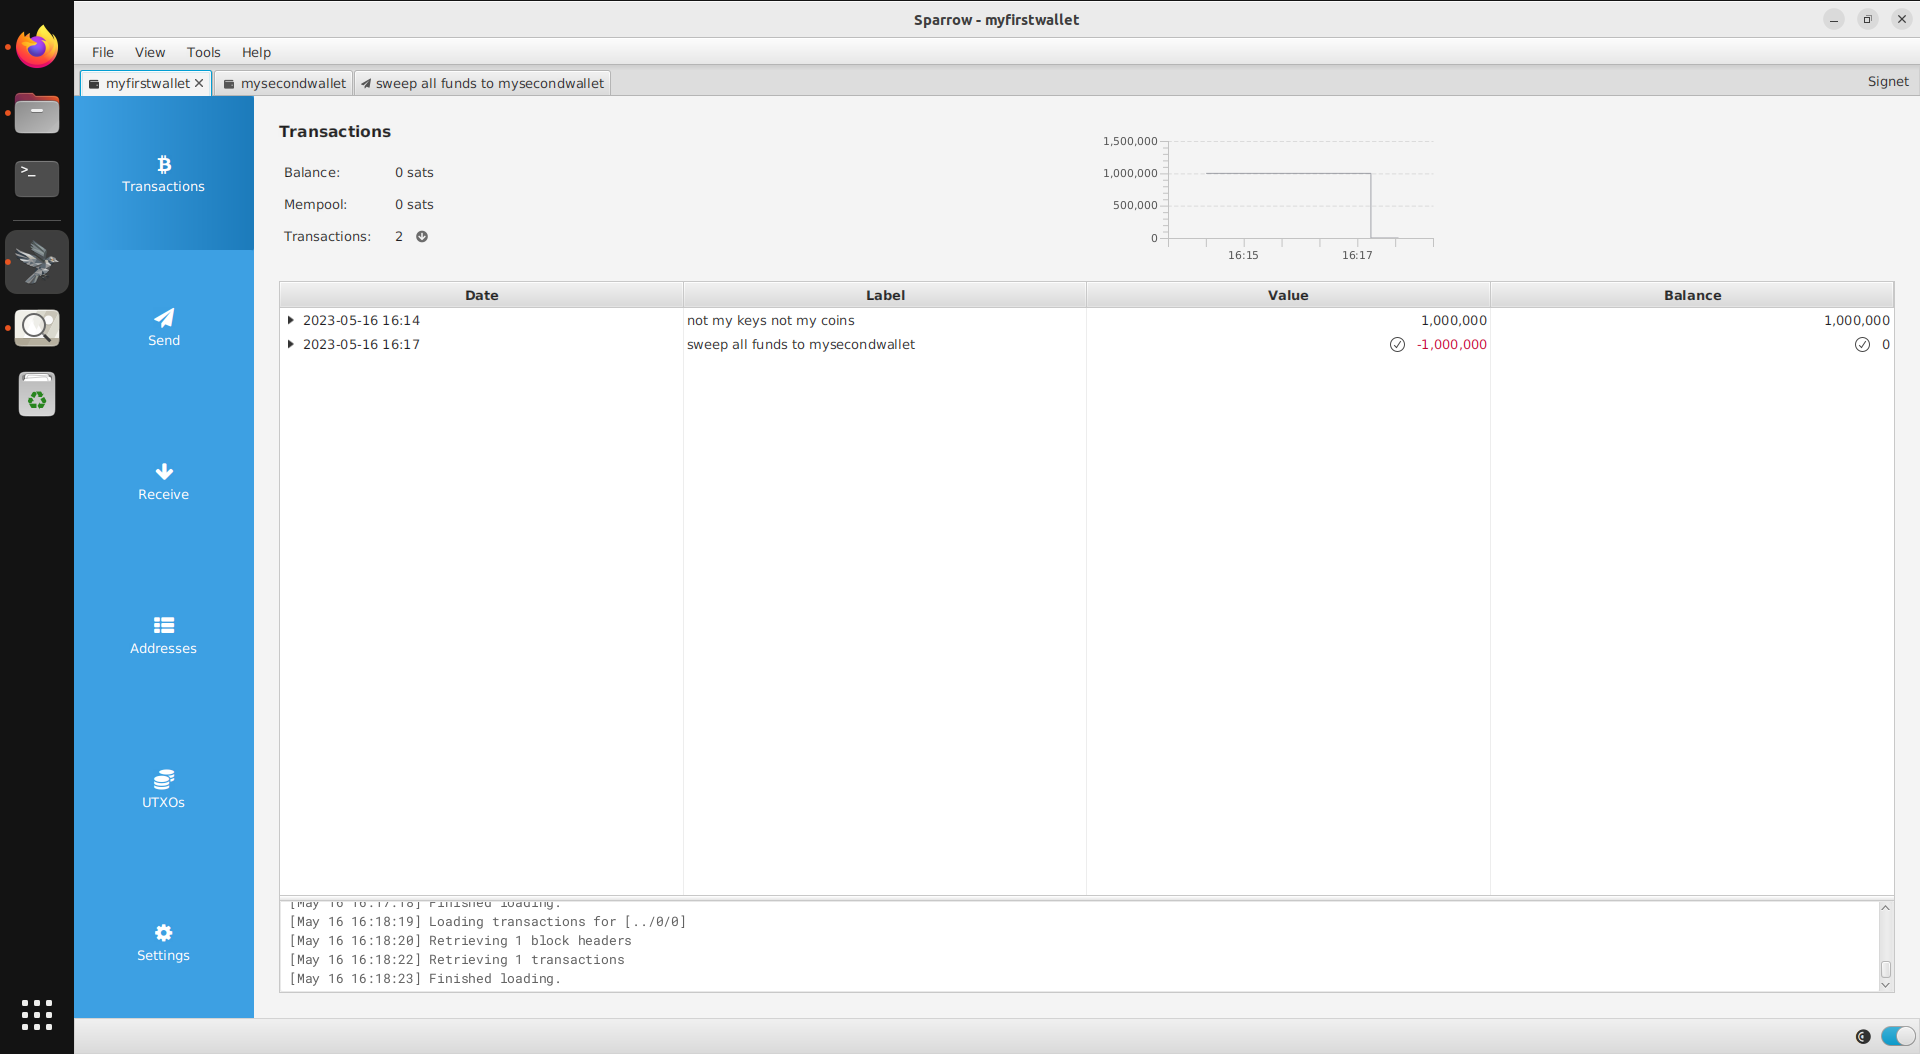 Sparrow - myfirstwallet
File View Tools Help
myfirstwallet mysecondwallet sweep all funds to mysecondwallet Signet
Transactions
Send
Receive
Addresses
UTXOs
Settings
Transactions
Balance: 0 sats
Mempool: 0 sats
Transactions: 2
1,500,000
1,000,000
500,000
0
16:15 16:17
Date Label Value Balance
2023-05-16 16:14 not my keys not my coins 1,000,000 1,000,000
2023-05-16 16:17 sweep all funds to mysecondwallet -1,000,000 0
[May 16 16:17:18] Finished loading.
[May 16 16:18:19] Loading transactions for [../0/0]
[May 16 16:18:20] Retrieving 1 block headers
[May 16 16:18:22] Retrieving 1 transactions
[May 16 16:18:23] Finished loading.